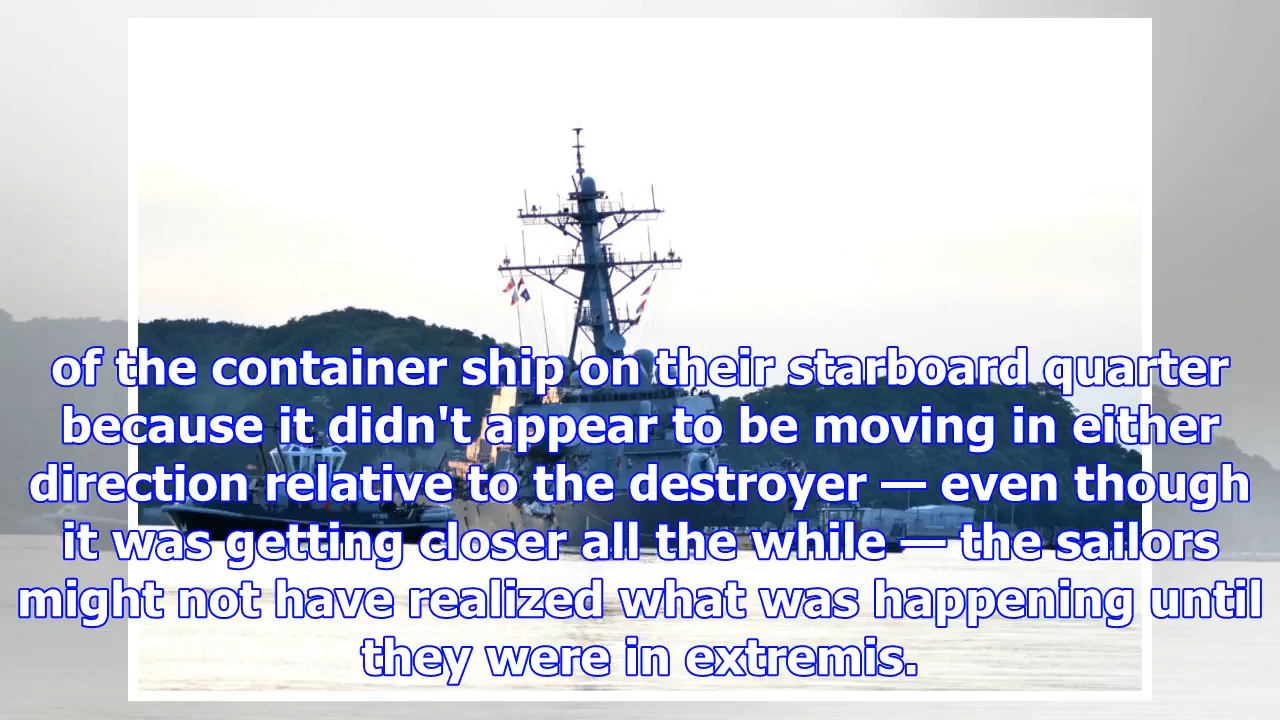 of the container ship on their starboard quarter
because it didn't appear to be moving in either
direction relative to the destroyer — even though
it was getting closer all the while — the sailors
might not have realized what was happening until
they were in extremis.